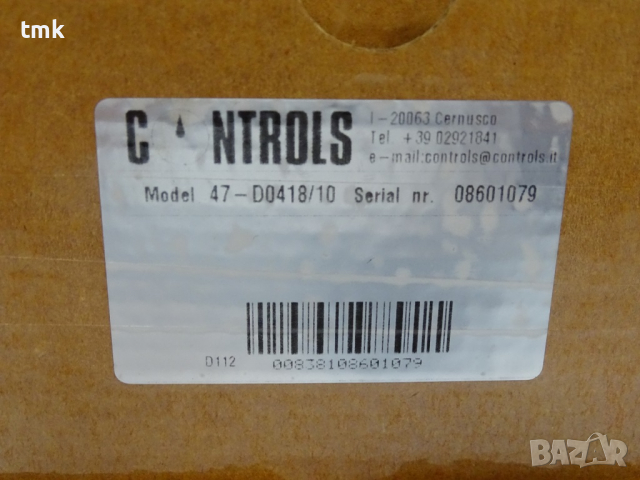 tmk
C NTROLS
I-20063 Cernusco
Tel +39 02921841
e-mail:controls@controls.it
Model 47-D0418/10 Serial nr. 08601079
D112 00838108601079
BAZAR